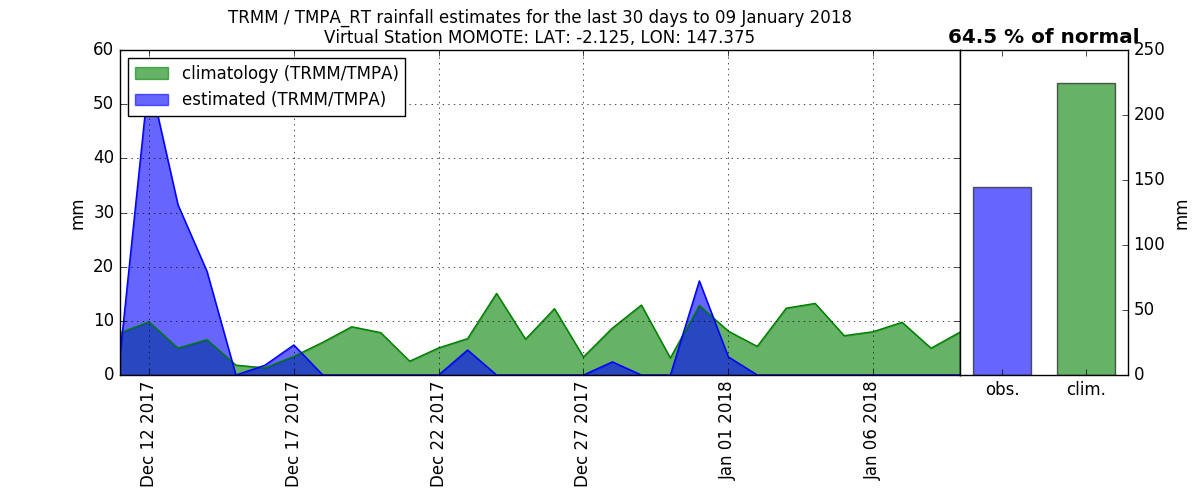 TRMM / TMPA_RT rainfall estimates for the last 30 days to 09 January 2018
Virtual Station MOMOTE: LAT: -2.125, LON: 147.375
64.5 % of normal
climatology (TRMM/TMPA)
estimated (TRMM/TMPA)
60
50
40
30
20
10
0
mm
Dec 12 2017
Dec 17 2017
Dec 22 2017
Dec 27 2017
Jan 01 2018
Jan 06 2018
250
200
150
100
50
0
mm
obs.
clim.